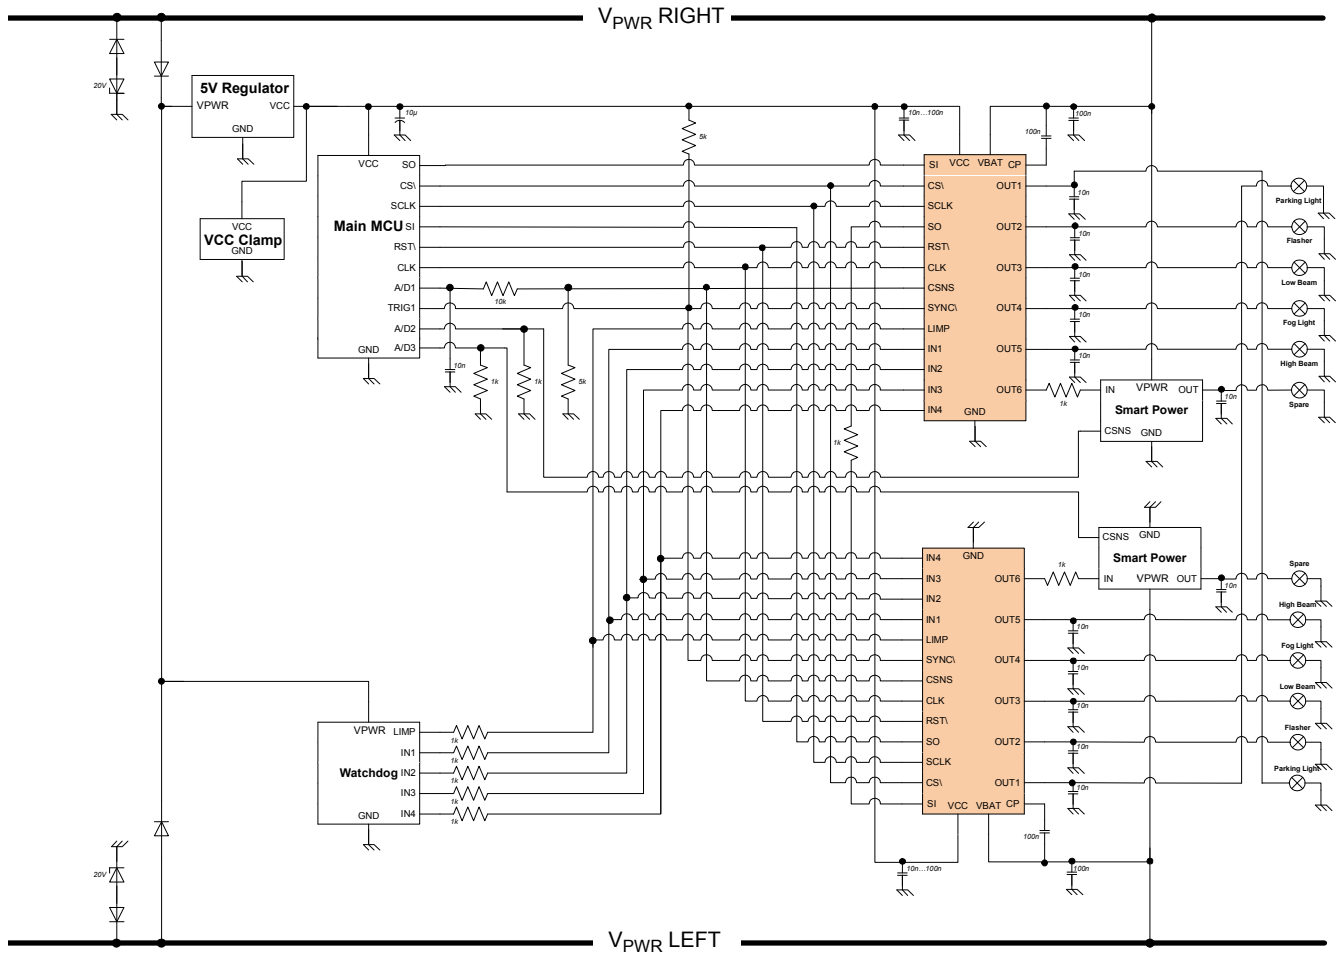 VPWR RIGHT
20V
5V Regulator
VPWR
VCC
GND
10µ
5k
10n...100n
100n
100n
VCC
VCC Clamp
GND
VCC
Main MCU
SO
CS\
SCLK
SI
RST\
CLK
A/D1
TRIG1
A/D2
A/D3
GND
10k
10n
1k
1k
5k
1k
SI
VCC
VBAT
CP
CS\
OUT1
SCLK
SO
OUT2
RST\
CLK
OUT3
CSNS
SYNC\
OUT4
LIMP
IN1
OUT5
IN2
IN3
OUT6
IN4
GND
10n
10n
10n
10n
10n
1k
Parking Light
Flasher
Low Beam
Fog Light
High Beam
Spare
IN
VPWR
OUT
Smart Power
CSNS
GND
10n
CSNS
GND
Smart Power
IN
VPWR
OUT
10n
1k
IN4
GND
IN3
OUT6
IN2
IN1
OUT5
LIMP
SYNC\
OUT4
CSNS
CLK
OUT3
RST\
SO
OUT2
SCLK
CS\
OUT1
SI
VCC
VBAT
CP
10n
10n
10n
10n
10n
Spare
High Beam
Fog Light
Low Beam
Flasher
Parking Light
VPWR
LIMP
IN1
Watchdog
IN2
IN3
GND
IN4
1k
1k
1k
1k
1k
100n
10n...100n
100n
20V
VPWR LEFT